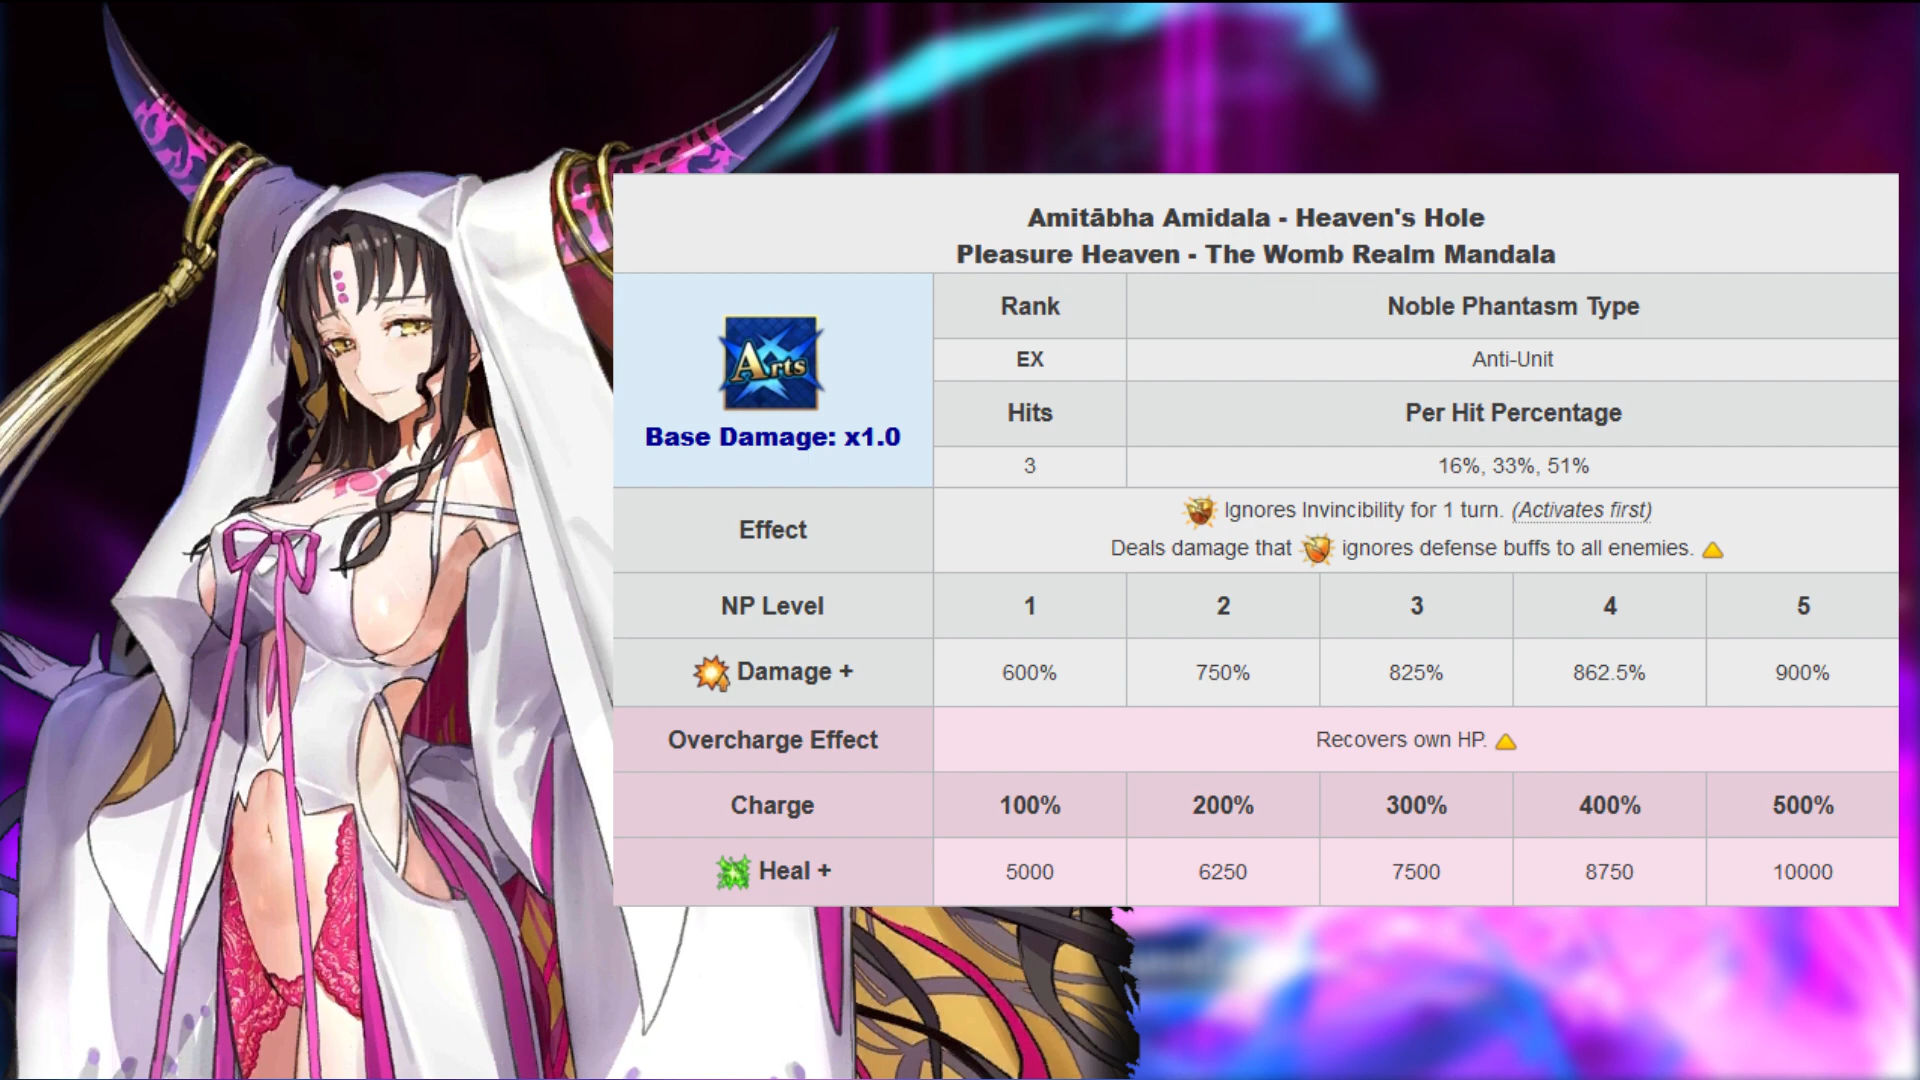 Amitābha Amidala - Heaven's Hole
Pleasure Heaven - The Womb Realm Mandala
Arts
Base Damage: x1.0
Rank Noble Phantasm Type
EX Anti-Unit
Hits Per Hit Percentage
3 16%, 33%, 51%
Effect
Ignores Invincibility for 1 turn. (Activates first)
Deals damage that ignores defense buffs to all enemies.
NP Level 1 2 3 4 5
Damage + 600% 750% 825% 862.5% 900%
Overcharge Effect Recovers own HP.
Charge 100% 200% 300% 400% 500%
Heal + 5000 6250 7500 8750 10000